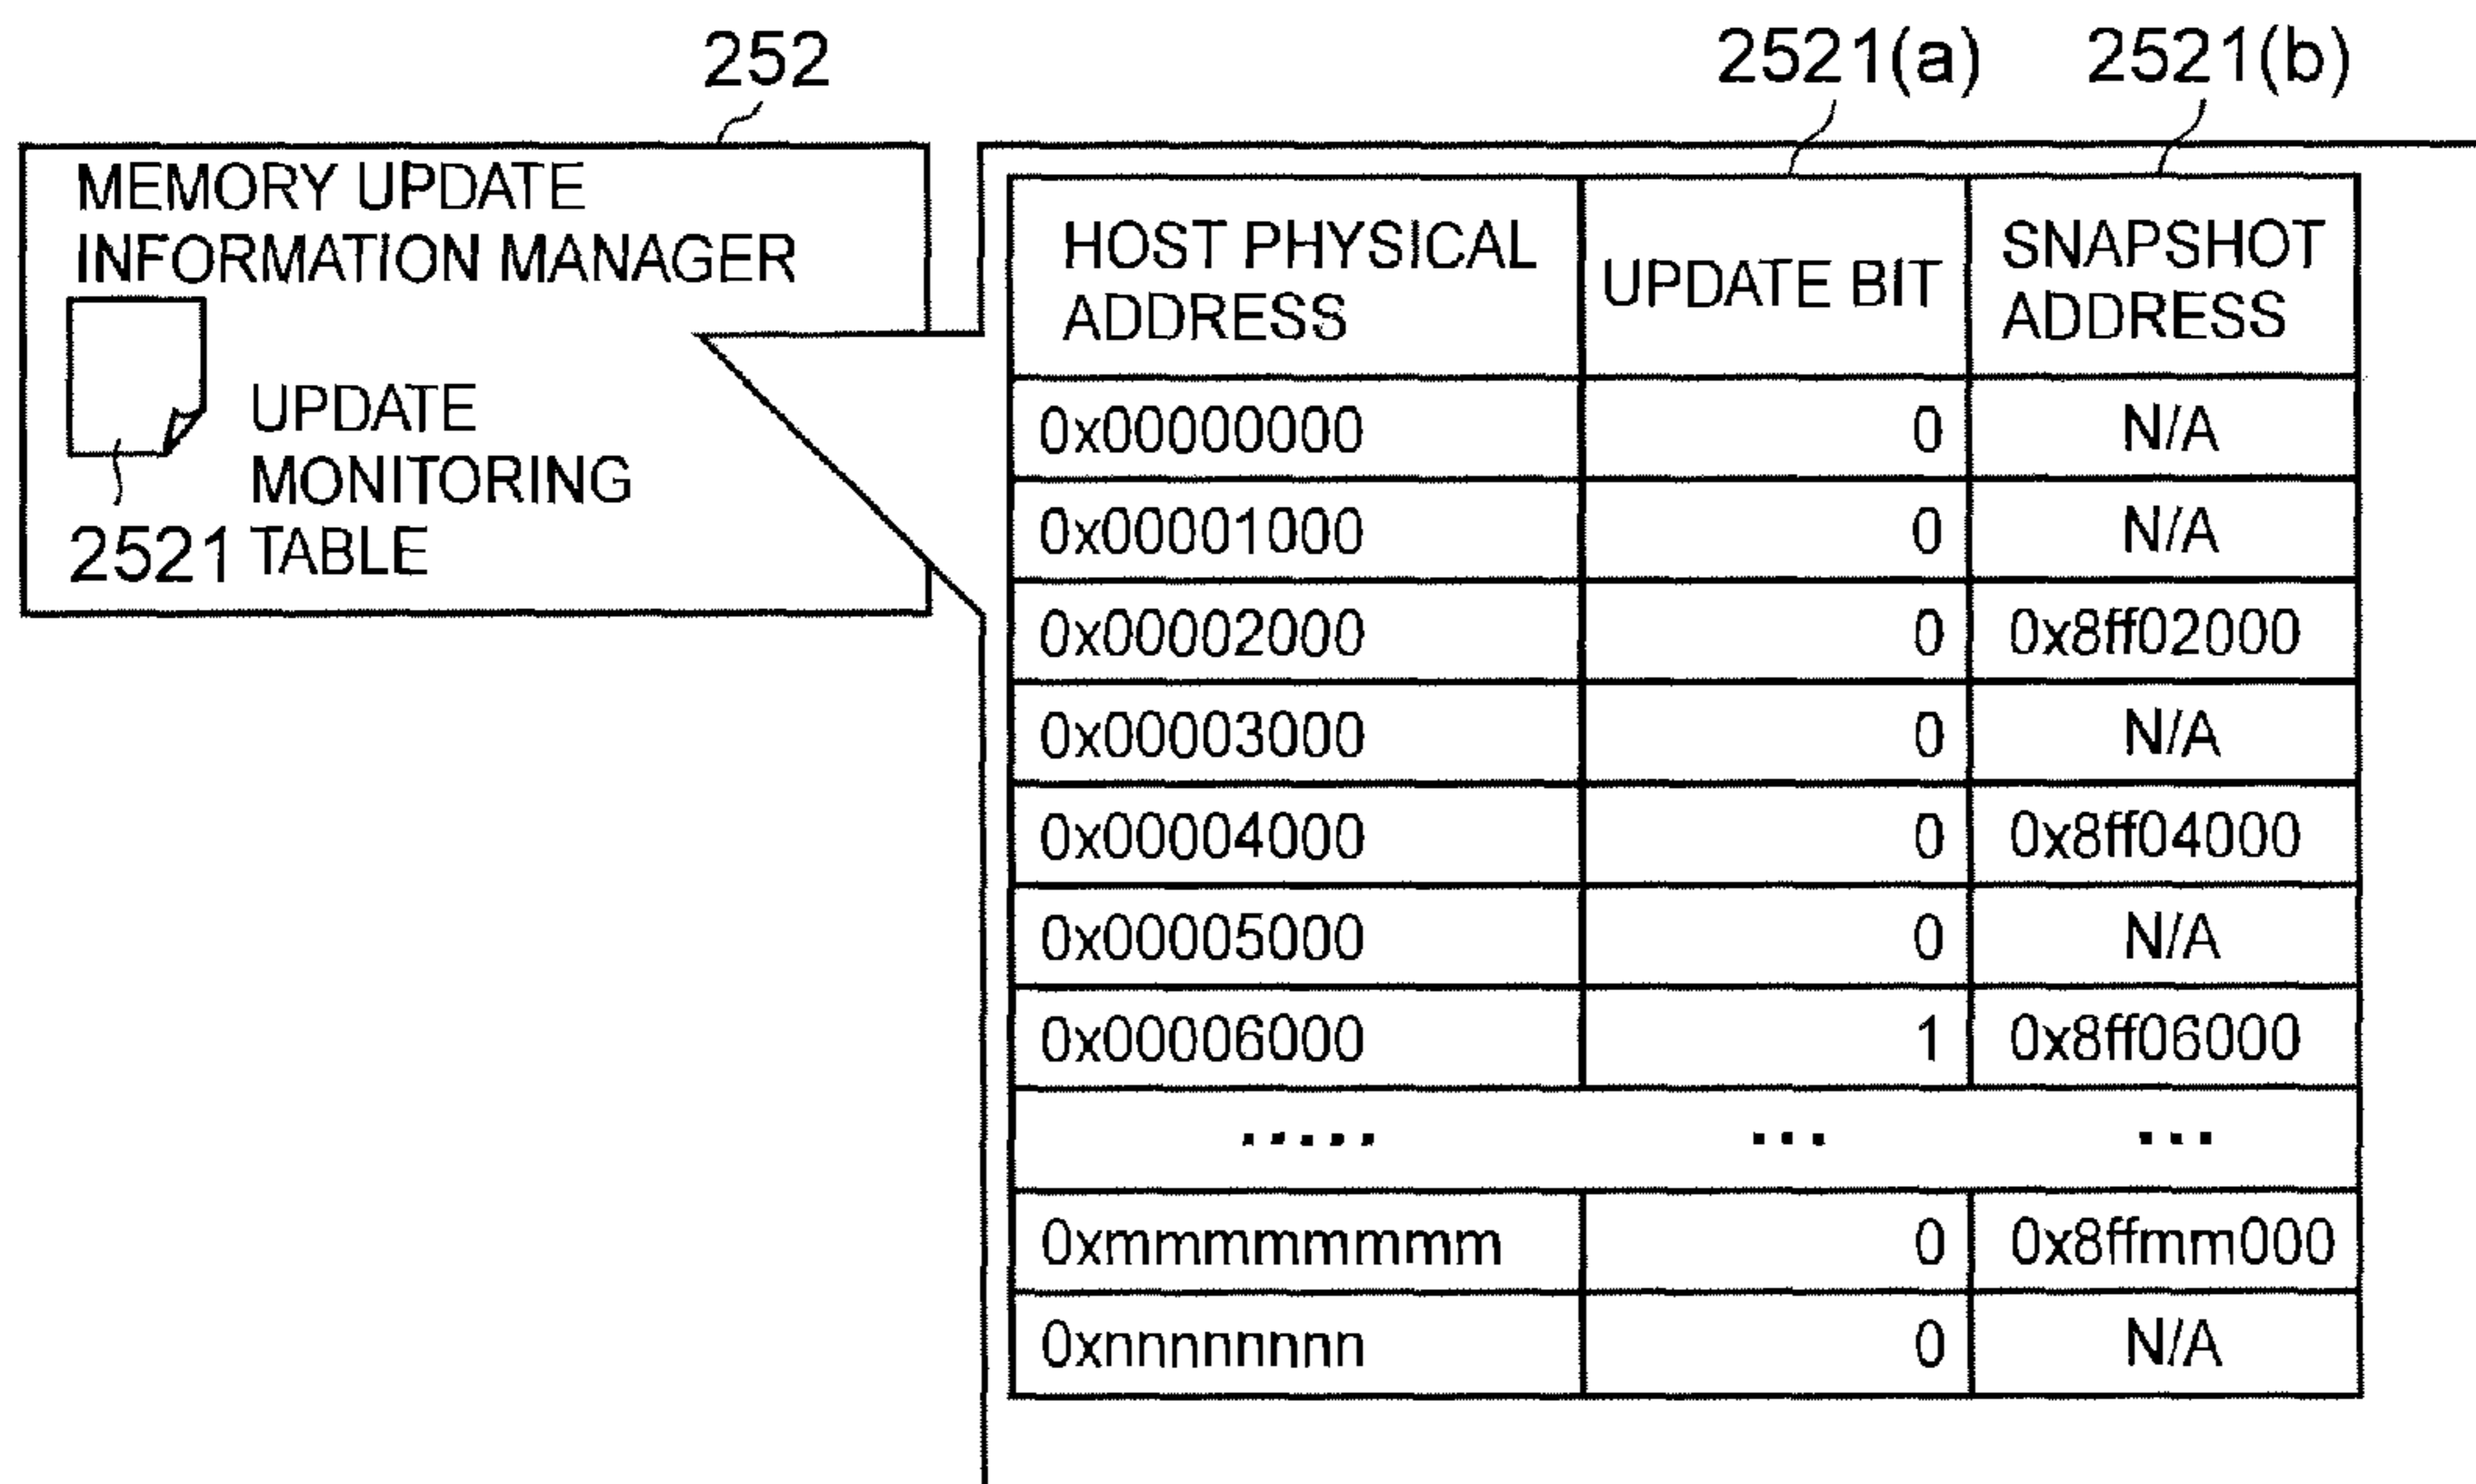 252
2521(a) 2521(b)
MEMORY UPDATE
INFORMATION MANAGER
UPDATE
MONITORING
TABLE
2521
HOST PHYSICAL
ADDRESS
UPDATE BIT
SNAPSHOT
ADDRESS
0x00000000 0 N/A
0x00001000 0 N/A
0x00002000 0 0x8ff02000
0x00003000 0 N/A
0x00004000 0 0x8ff04000
0x00005000 0 N/A
0x00006000 1 0x8ff06000
..... ... ...
0xmmmmmmmm 0 0x8ffmm000
0xnnnnnnnn 0 N/A